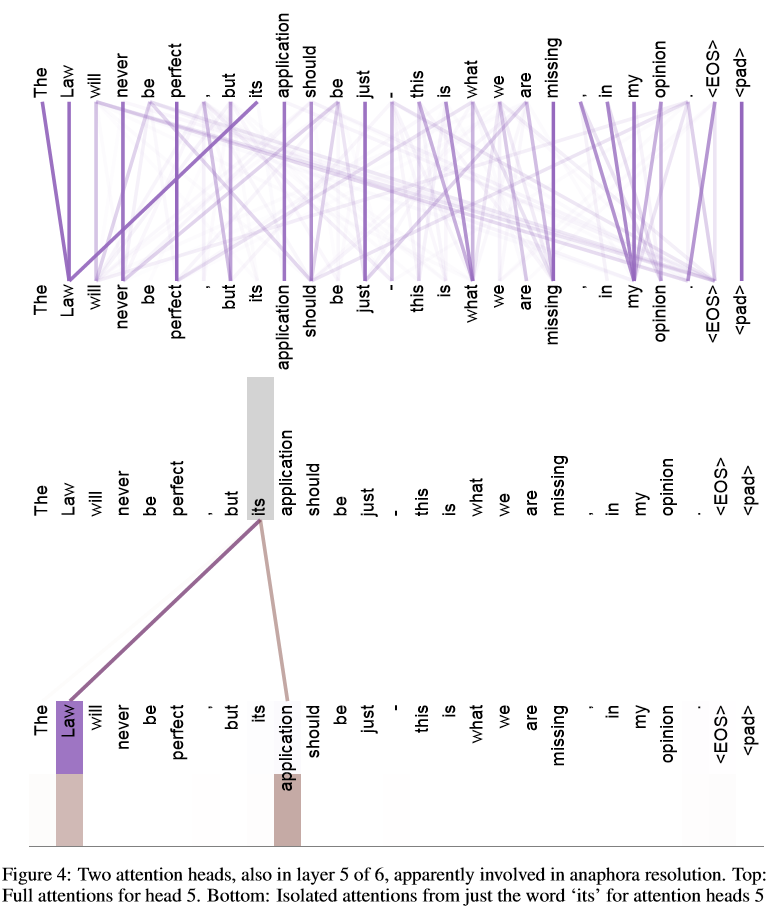 The Law will never be perfect , but its application should be just - this is what we are missing , in my opinion . <EOS> <pad>
The Law will never be perfect , but its application should be just - this is what we are missing , in my opinion . <EOS> <pad>
The Law will never be perfect , but its application should be just - this is what we are missing , in my opinion . <EOS> <pad>
The Law will never be perfect , but its application should be just - this is what we are missing , in my opinion . <EOS> <pad>
Figure 4: Two attention heads, also in layer 5 of 6, apparently involved in anaphora resolution. Top:
Full attentions for head 5. Bottom: Isolated attentions from just the word ‘its’ for attention heads 5